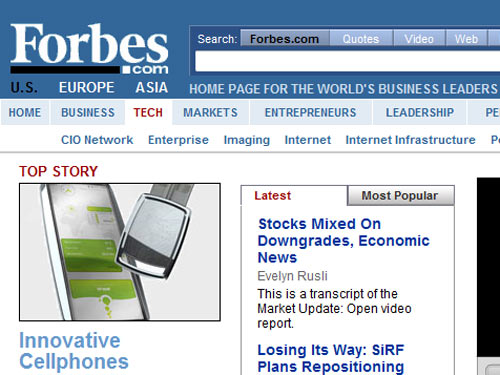 Forbes
.com
Search: Forbes.com Quotes Video Web
U.S. EUROPE ASIA
HOME PAGE FOR THE WORLD'S BUSINESS LEADERS
HOME BUSINESS TECH MARKETS ENTREPRENEURS LEADERSHIP PE
CIO Network Enterprise Imaging Internet Internet Infrastructure P
TOP STORY
Innovative
Cellphones
Latest Most Popular
Stocks Mixed On
Downgrades, Economic
News
Evelyn Rusli
This is a transcript of the
Market Update: Open video
report.
Losing Its Way: SiRF
Plans Repositioning